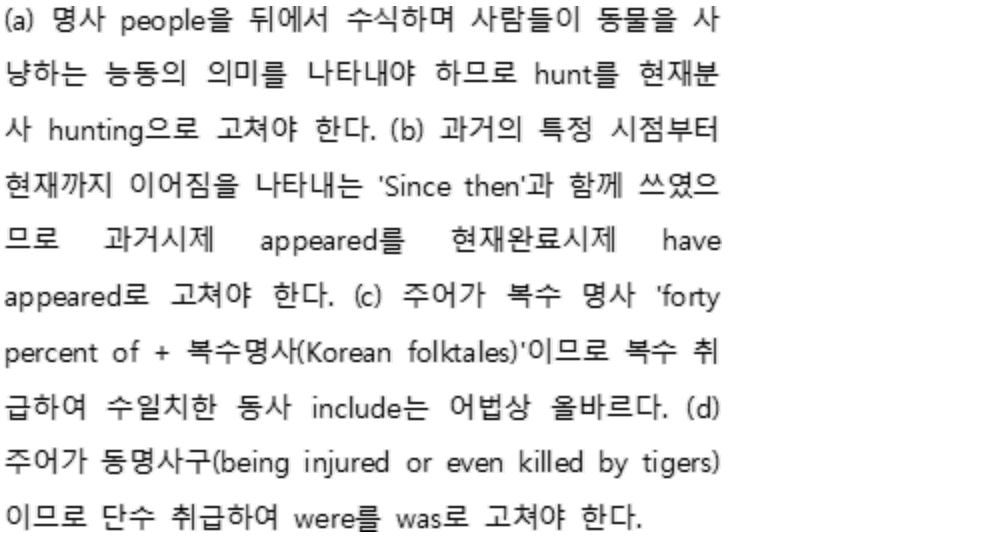 (a) 명사 people을 뒤에서 수식하며 사람들이 동물을 사
냥하는 능동의 의미를 나타내야 하므로 hunt를 현재분
사 hunting으로 고쳐야 한다. (b) 과거의 특정 시점부터
현재까지 이어짐을 나타내는 'Since then'과 함께 쓰였으
므로 과거시제 appeared를 현재완료시제 have
appeared로 고쳐야 한다. (c) 주어가 복수 명사 'forty
percent of + 복수명사(Korean folktales)'이므로 복수 취
급하여 수일치한 동사 include는 어법상 올바르다. (d)
주어가 동명사구(being injured or even killed by tigers)
이므로 단수 취급하여 were를 was로 고쳐야 한다.